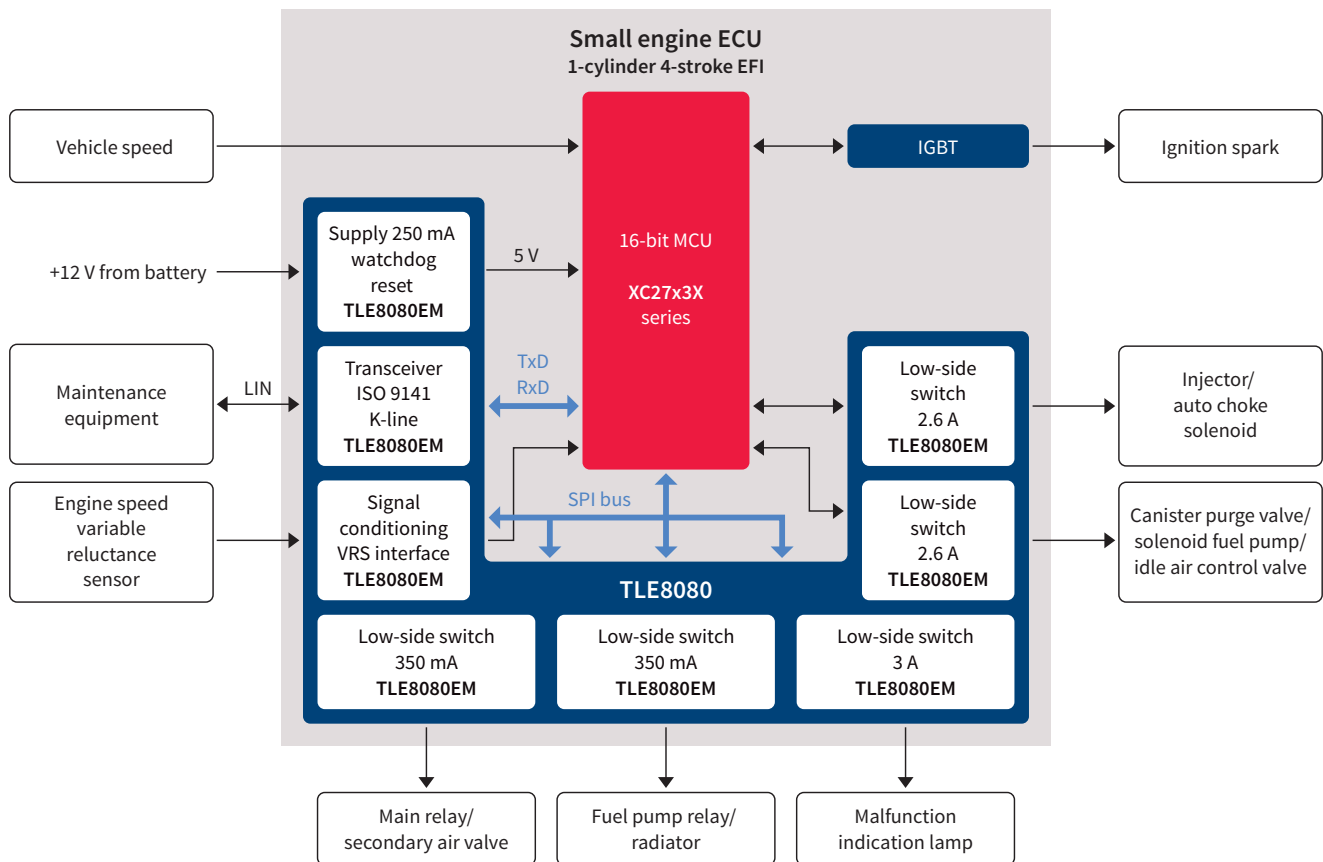 Small engine ECU
1-cylinder 4-stroke EFI
Vehicle speed
IGBT
Ignition spark
16-bit MCU
XC27x3X
series
+12 V from battery
Supply 250 mA
watchdog
reset
TLE8080EM
5 V
Maintenance
equipment
LIN
Transceiver
ISO 9141
K-line
TLE8080EM
TxD
RxD
Low-side
switch
2.6 A
TLE8080EM
Injector/
auto choke
solenoid
Engine speed
variable
reluctance
sensor
Signal
conditioning
VRS interface
TLE8080EM
SPI bus
Low-side
switch
2.6 A
TLE8080EM
Canister purge valve/
solenoid fuel pump/
idle air control valve
TLE8080
Low-side switch
350 mA
TLE8080EM
Low-side switch
350 mA
TLE8080EM
Low-side switch
3 A
TLE8080EM
Main relay/
secondary air valve
Fuel pump relay/
radiator
Malfunction
indication lamp